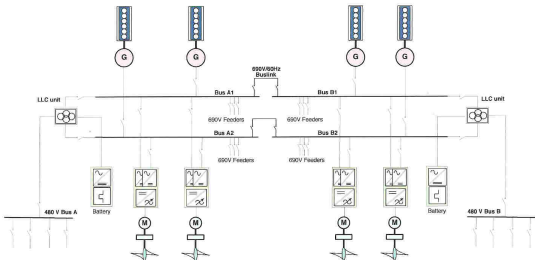 G
G
G
G
690V/60Hz
Buslink
LLC unit
Bus A1
Bus B1
LLC unit
690V Feeders
690V Feeders
Bus A2
Bus B2
690V Feeders
690V Feeders
480 V Bus A
Battery
Battery
480 V Bus B
M
M
M
M